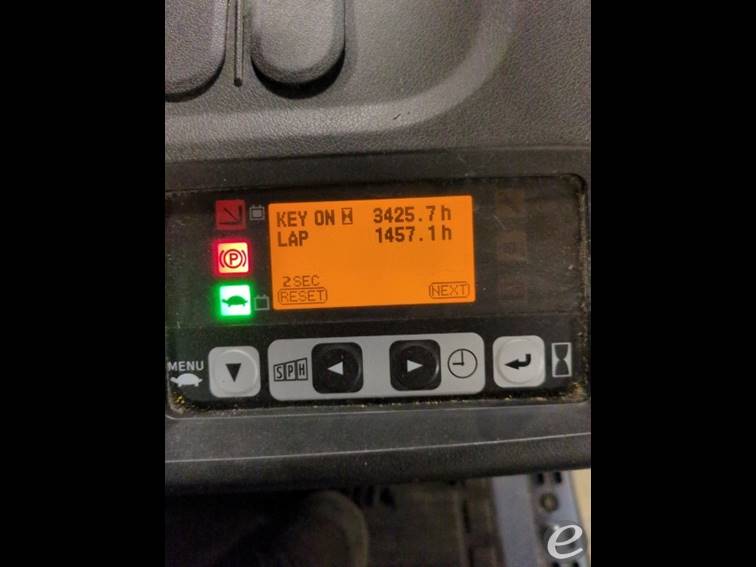 KEY ON 3425.7h
LAP 1457.1h
2SEC
RESET NEXT
P
MENU
SPH
e